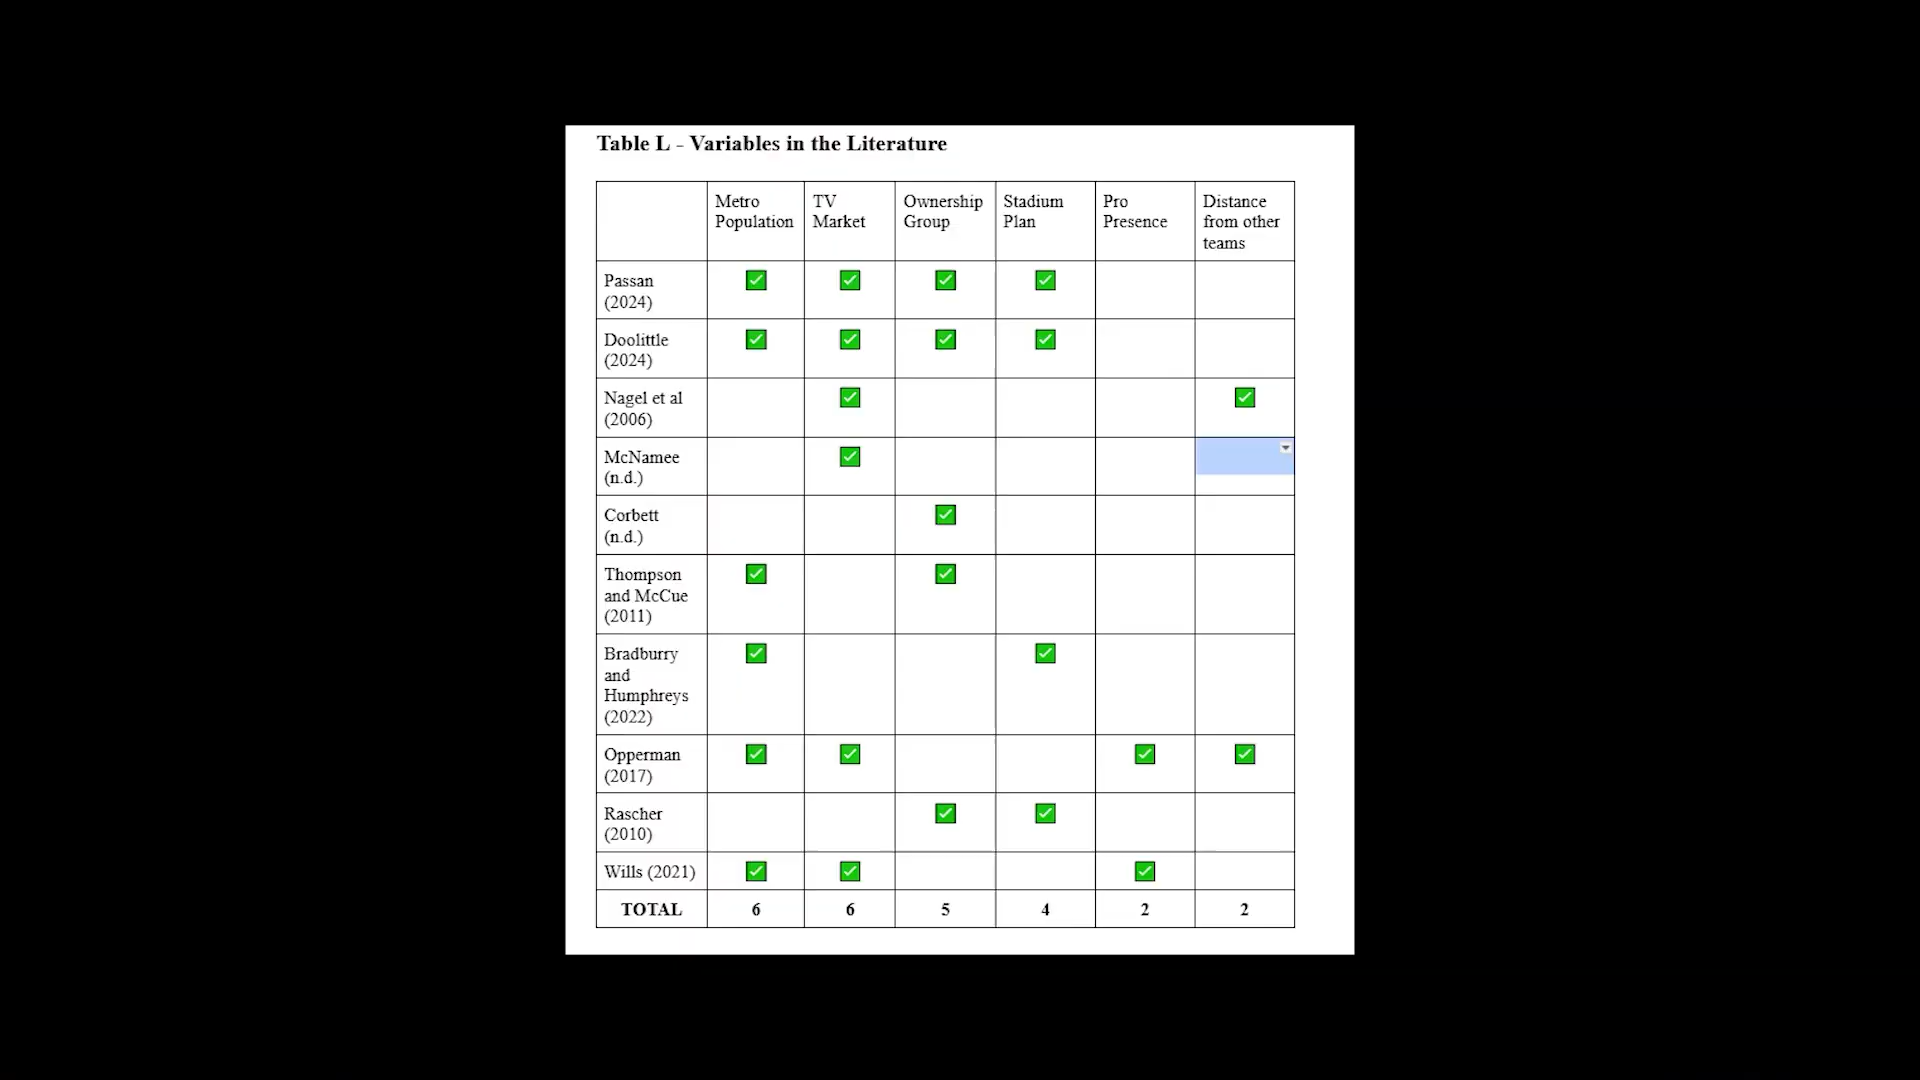 Table L - Variables in the Literature
Metro Population
TV Market
Ownership Group
Stadium Plan
Pro Presence
Distance from other teams
Passan (2024) ✅ ✅ ✅ ✅
Doolittle (2024) ✅ ✅ ✅ ✅
Nagel et al (2006) ✅ ✅
McNamee (n.d.) ✅
Corbett (n.d.) ✅
Thompson and McCue (2011) ✅ ✅
Bradburry and Humphreys (2022) ✅ ✅
Opperman (2017) ✅ ✅ ✅ ✅
Rascher (2010) ✅ ✅
Wills (2021) ✅ ✅ ✅
TOTAL 6 6 5 4 2 2